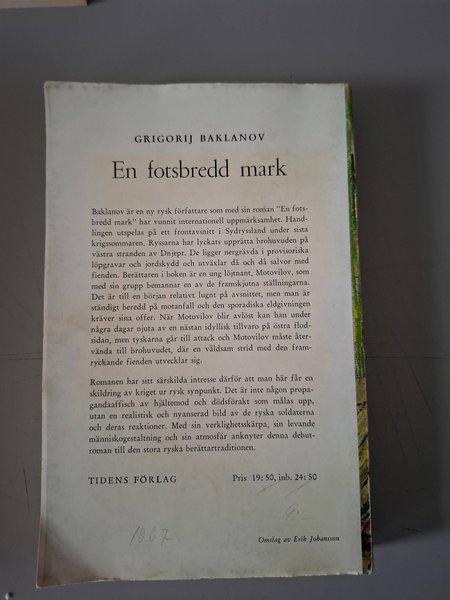 GRIGORIJ BAKLANOV
En fotsbredd mark
Baklanov är en ny rysk författare som med sin roman "En fots-
bredd mark" har vunnit internationell uppmärksamhet. Hand-
lingen utspelas på ett frontavsnitt i Sydryssland under sista
krigssommaren. Ryssarna har lyckats upprätta brohuvuden på
västra stranden av Dnjepr. De ligger nergrävda i provisoriska
löpgravar och jordskydd och utväxlar då och då salvor med
fienden. Berättaren i boken är en ung löjtnant, Motovilov, som
med sin grupp bemannar en av de framskjutna ställningarna.
Det är till en början relativt lugnt på avsnittet, men man är
ständigt beredd på motanfall och den sporadiska eldgivningen
kräver sina offer. När Motovilov blir avlöst kan han under
några dagar njuta av en nästan idyllisk tillvaro på östra flod-
sidan, men tyskarna går till attack och Motovilov måste åter-
vända till brohuvudet, där en våldsam strid med den fram-
ryckande fienden utvecklar sig.
Romanen har sitt särskilda intresse därför att man här får en
skildring av kriget ur rysk synpunkt. Det är inte någon propa-
gandaaffisch av hjältemod och dödsförakt som målas upp,
utan en realistisk och nyanserad bild av de ryska soldaterna
och deras reaktioner. Med sin verklighetsskärpa, sin levande
människogestaltning och sin atmosfär anknyter denna debut-
roman till den stora ryska berättartraditionen.
TIDENS FÖRLAG Pris 19: 50, inb. 24: 50
1007
Omslag av Erik Johansson